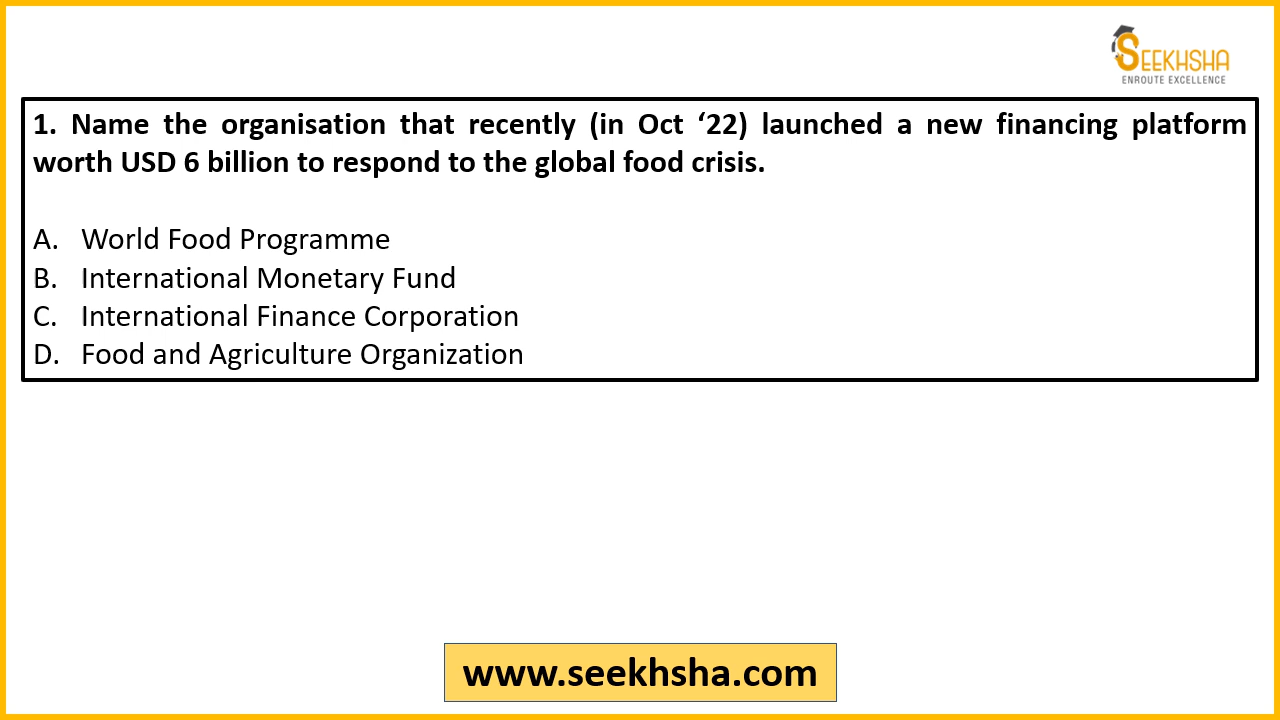 SEEKHSHA
ENROUTE EXCELLENCE
1. Name the organisation that recently (in Oct ‘22) launched a new financing platform
worth USD 6 billion to respond to the global food crisis.
A. World Food Programme
B. International Monetary Fund
C. International Finance Corporation
D. Food and Agriculture Organization
www.seekhsha.com